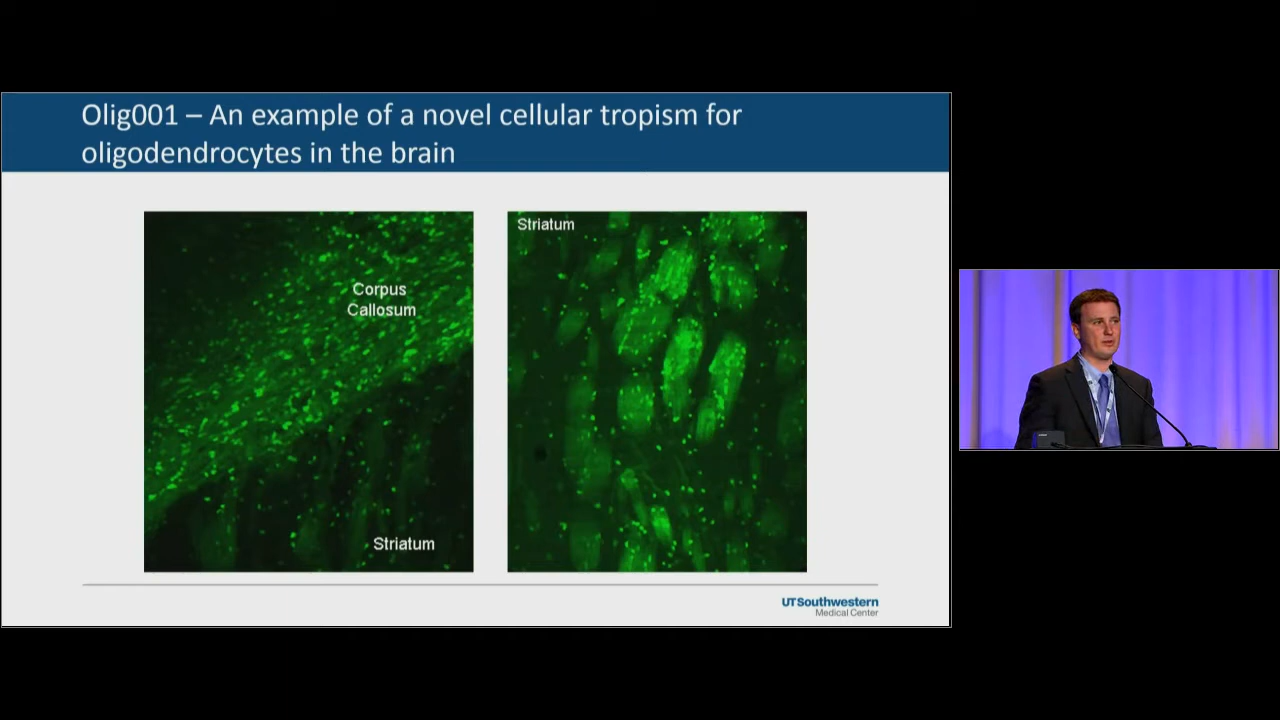 Olig001 – An example of a novel cellular tropism for
oligodendrocytes in the brain
Corpus
Callosum
Striatum
Striatum
UTSouthwestern
Medical Center